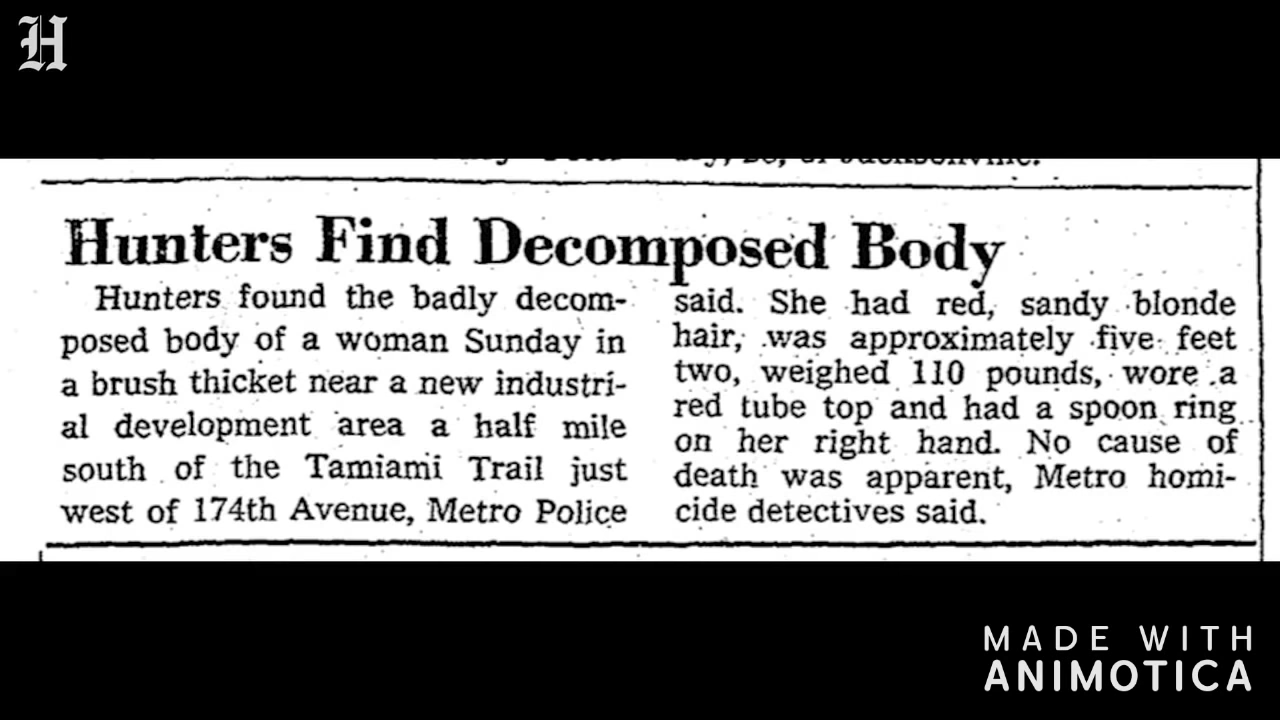 H
Jacksonville.
Hunters Find Decomposed Body
Hunters found the badly decom-
posed body of a woman Sunday in
a brush thicket near a new industri-
al development area a half mile
south of the Tamiami Trail just
west of 174th Avenue, Metro Police
said. She had red, sandy blonde
hair, was approximately five feet
two, weighed 110 pounds, wore a
red tube top and had a spoon ring
on her right hand. No cause of
death was apparent, Metro homi-
cide detectives said.
MADE WITH
ANIMOTICA